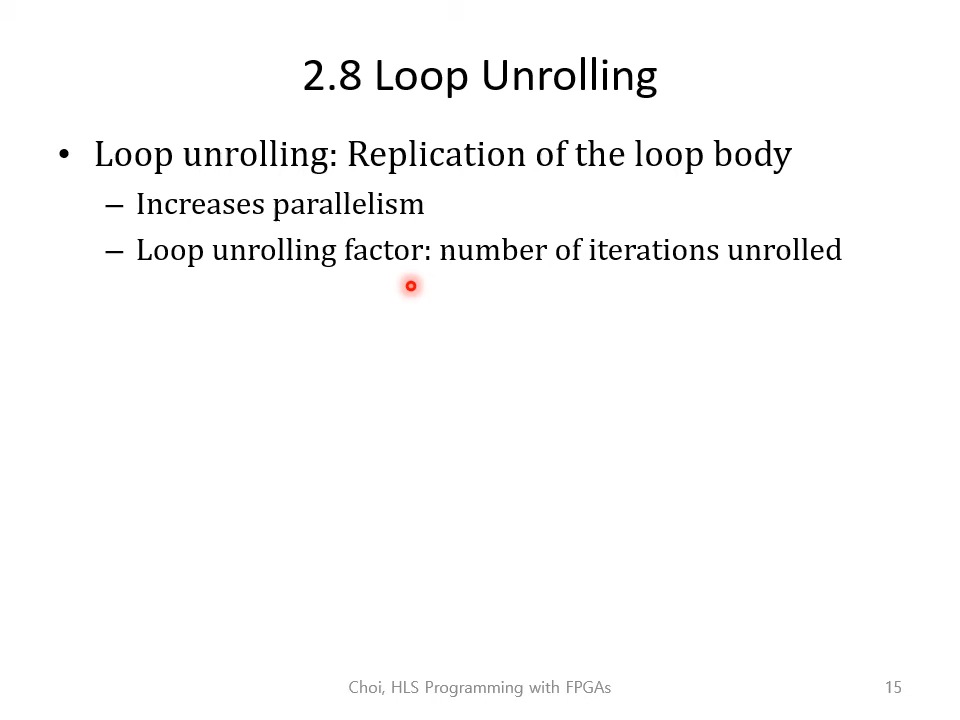 2.8 Loop Unrolling
• Loop unrolling: Replication of the loop body
– Increases parallelism
– Loop unrolling factor: number of iterations unrolled
Choi, HLS Programming with FPGAs
15